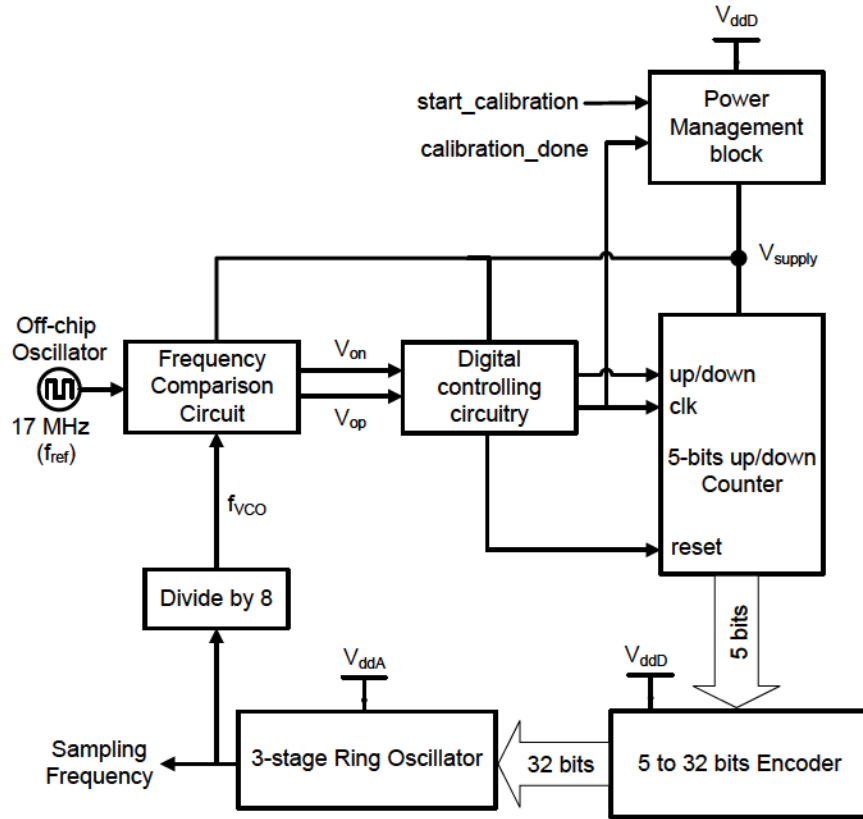 VddD
start_calibration
calibration_done
Power
Management
block
Vsupply
Off-chip
Oscillator
17 MHz
(fref)
Frequency
Comparison
Circuit
Von
Vop
Digital
controlling
circuitry
up/down
clk
5-bits up/down
Counter
reset
fVCO
Divide by 8
5 bits
VddA
VddD
Sampling
Frequency
3-stage Ring Oscillator
32 bits
5 to 32 bits Encoder